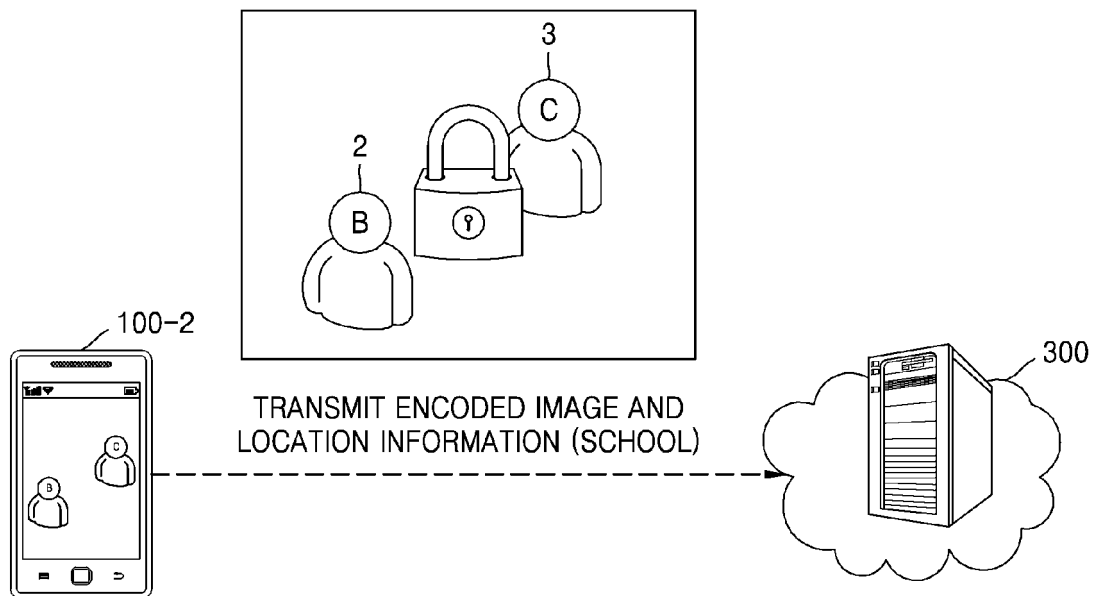 3
C
2
B
100-2
300
TRANSMIT ENCODED IMAGE AND
LOCATION INFORMATION (SCHOOL)
C
B